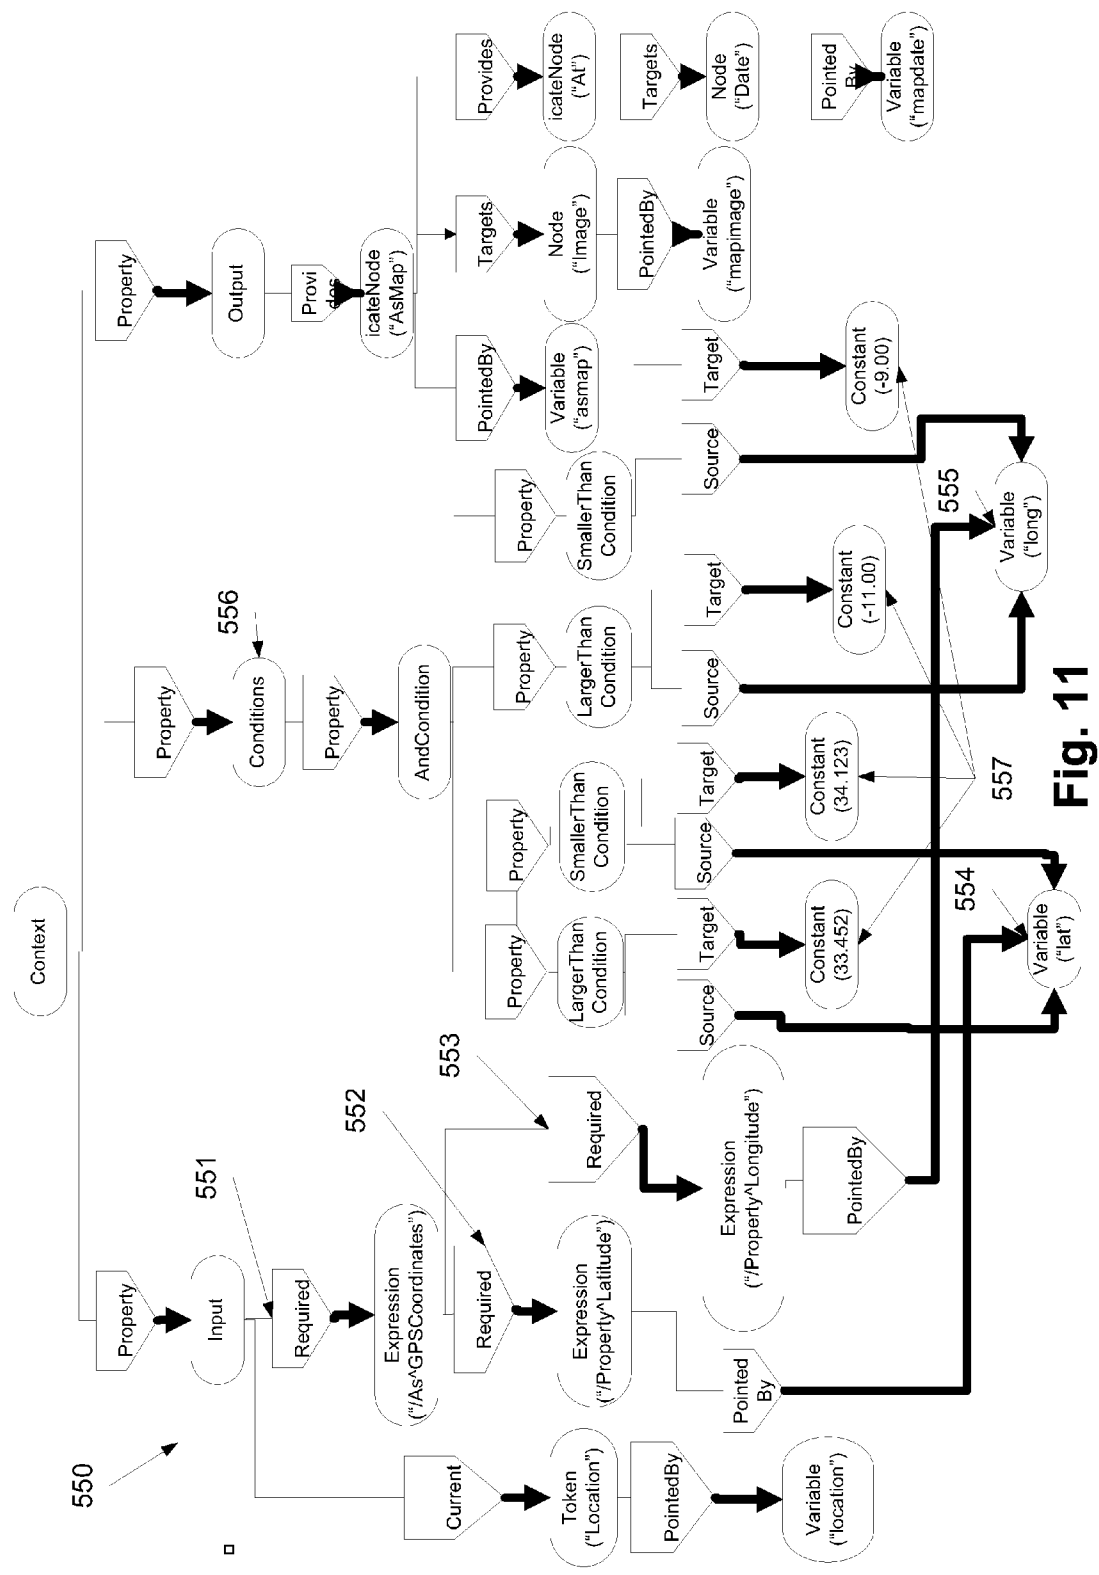 Context
550
Property
Input
551
Required
Expression
("/As^GPSCoordinates")
552
Required
Expression
("/Property^Latitude")
Pointed
By
553
Required
Expression
("/Property^Longitude")
PointedBy
Current
Token
("Location")
PointedBy
Variable
("location")
Property
556
Conditions
Property
AndCondition
Property
LargerThan
Condition
Source
Target
Constant
(33.452)
Property
SmallerThan
Condition
Source
Target
Constant
(34.123)
554
Variable
("lat")
Property
LargerThan
Condition
Source
Target
Constant
(-11.00)
Property
SmallerThan
Condition
Source
Target
Constant
(-9.00)
555
Variable
("long")
557
Property
Output
Provi
des
icateNode
("AsMap")
PointedBy
Variable
("asmap")
Targets
Node
("Image")
PointedBy
Variable
("mapimage")
Provides
icateNode
("At")
Targets
Node
("Date")
Pointed
By
Variable
("mapdate")
Fig. 11